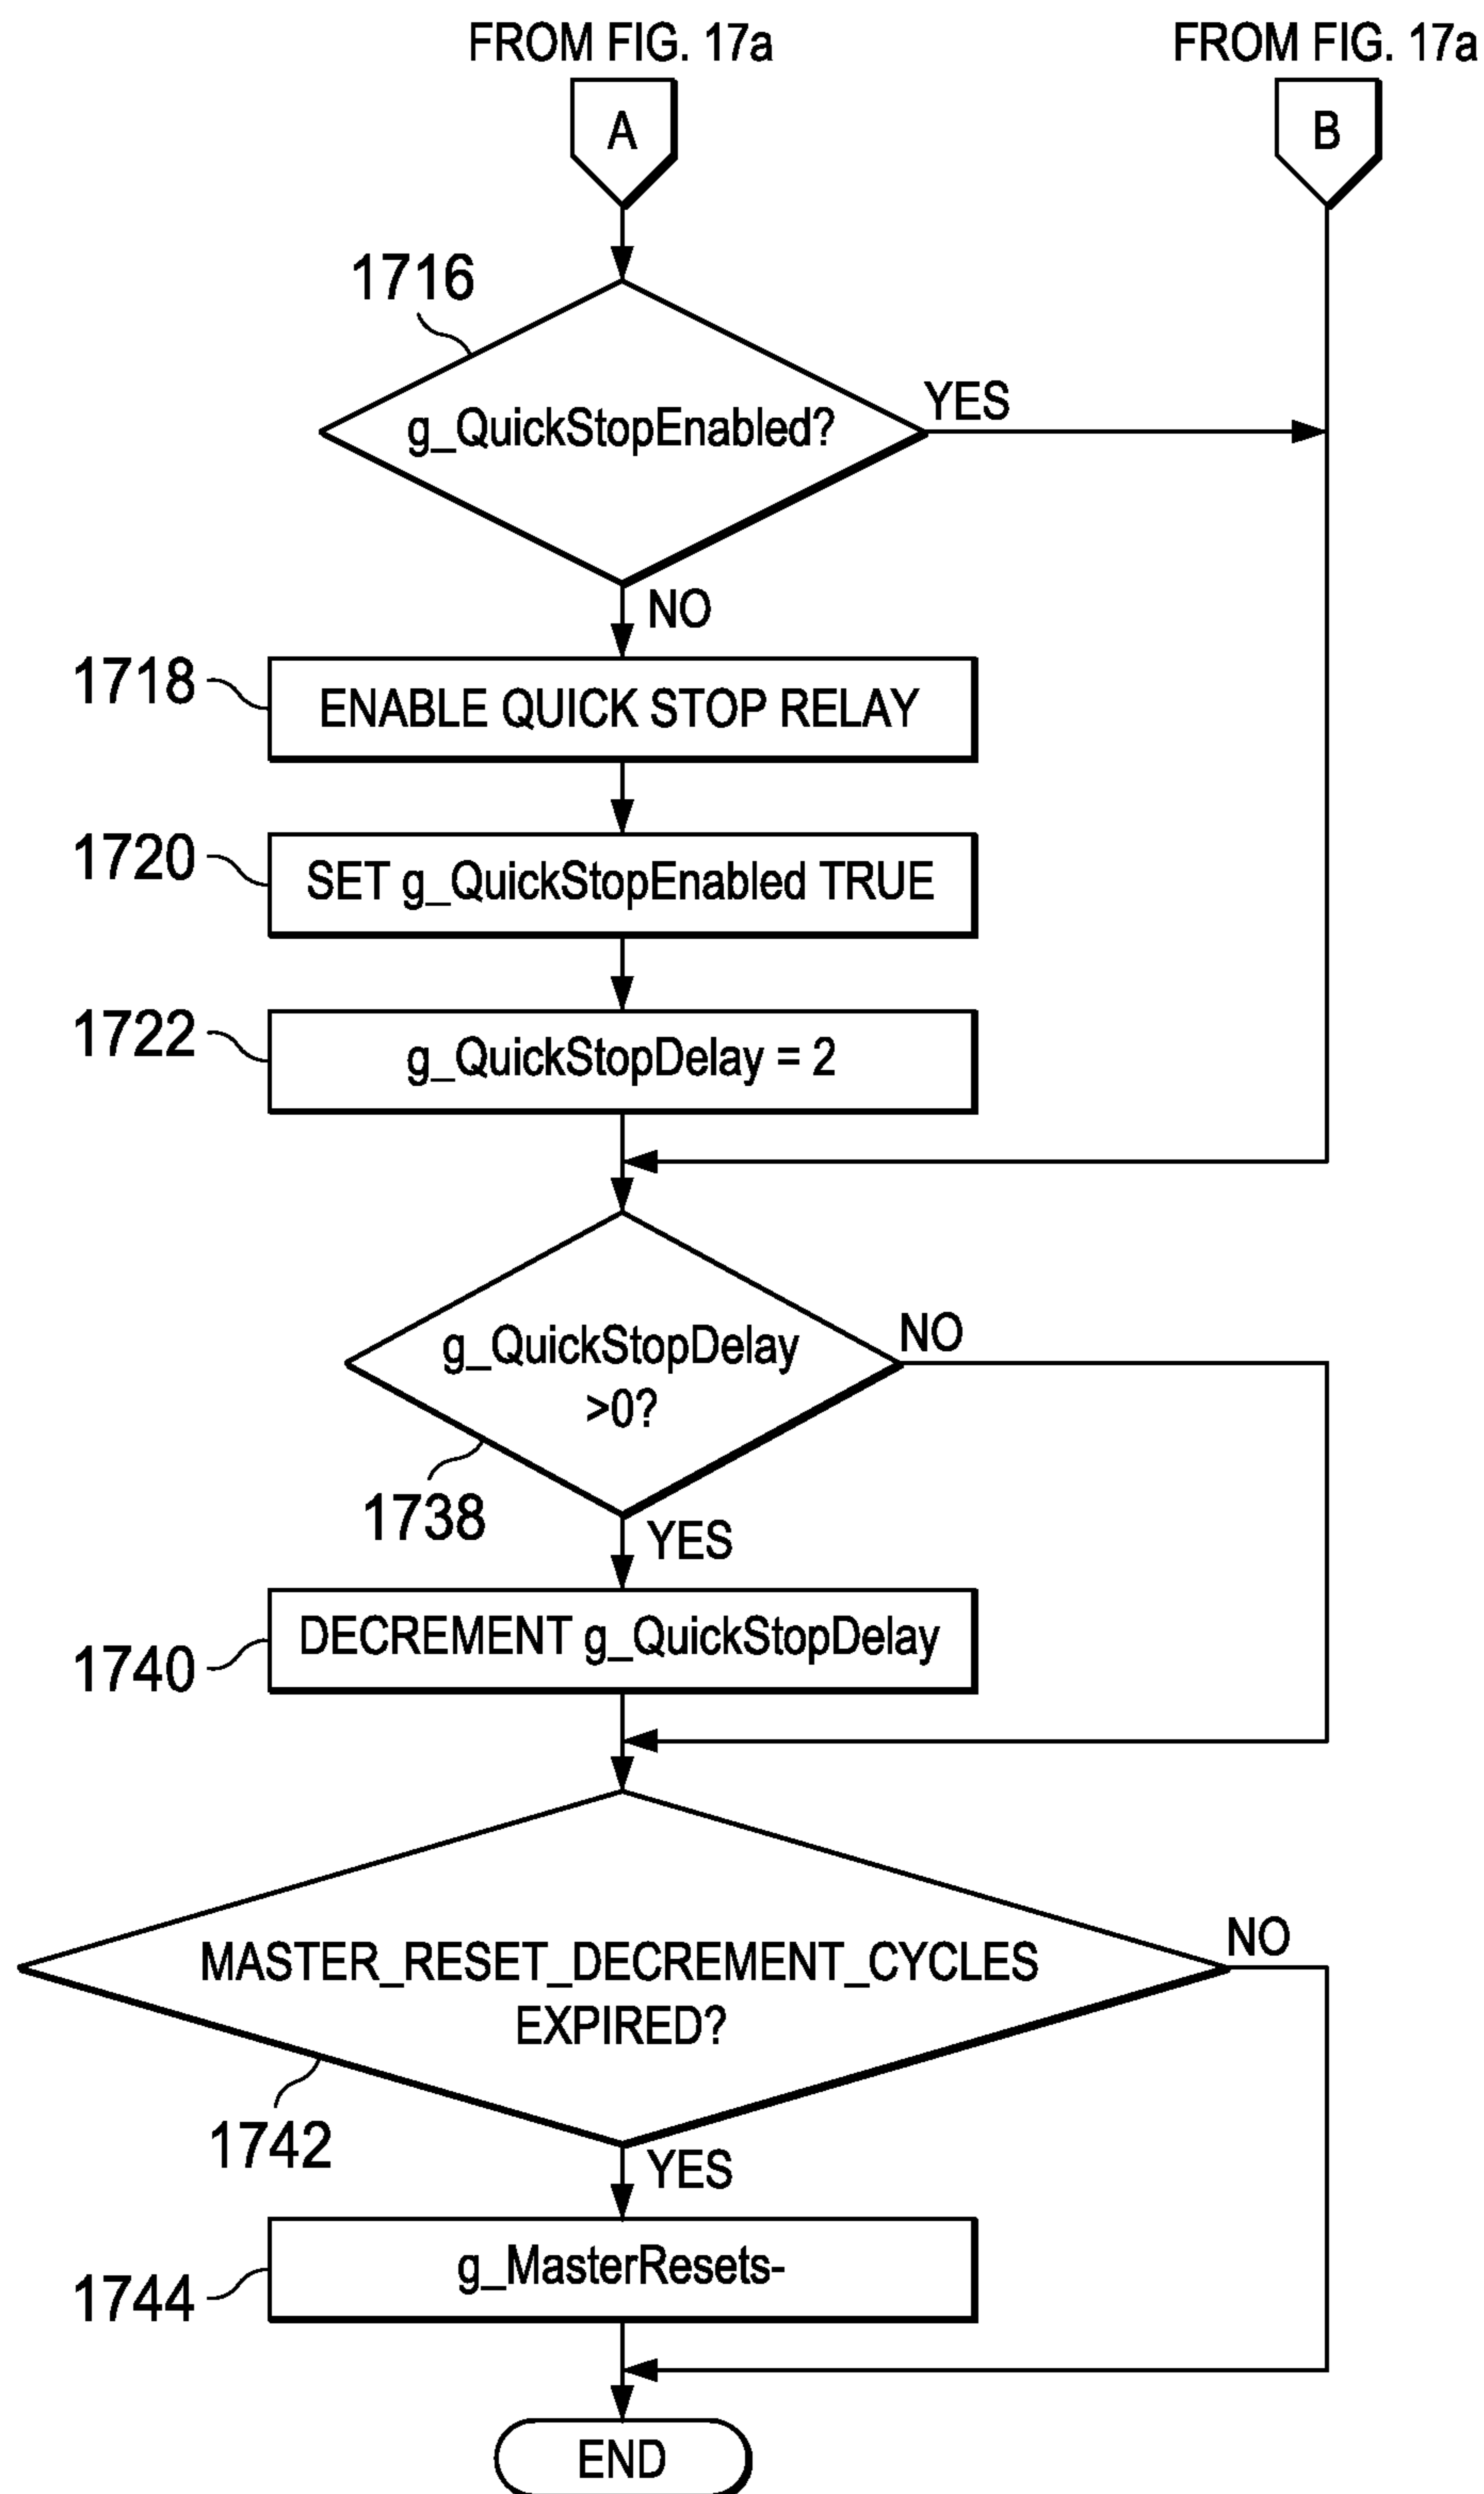 FROM FIG. 17a
FROM FIG. 17a
A
B
1716
g_QuickStopEnabled?
YES
NO
1718
ENABLE QUICK STOP RELAY
1720
SET g_QuickStopEnabled TRUE
1722
g_QuickStopDelay = 2
g_QuickStopDelay
>0?
NO
1738
YES
1740
DECREMENT g_QuickStopDelay
MASTER_RESET_DECREMENT_CYCLES
EXPIRED?
NO
1742
YES
1744
g_MasterResets-
END